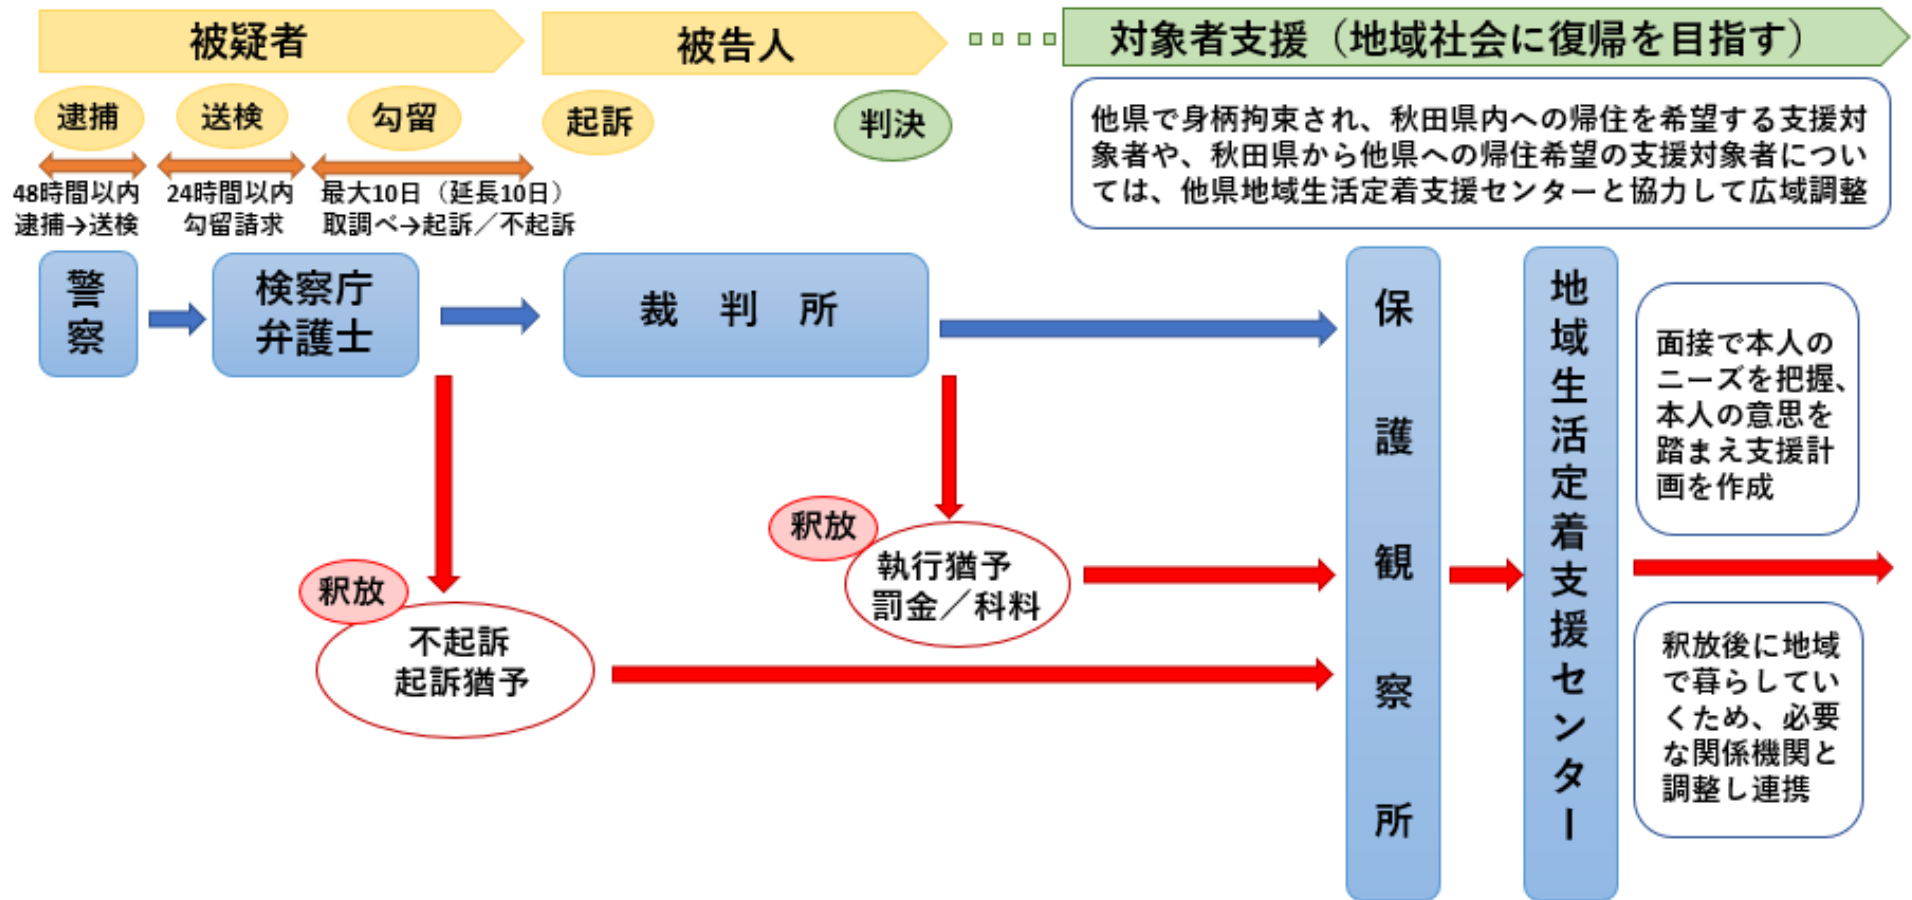 被疑者
被告人
対象者支援（地域社会に復帰を目指す）
逮捕
送検
勾留
起訴
判決
48時間以内
逮捕→送検
24時間以内
勾留請求
最大10日（延長10日）
取調べ→起訴／不起訴
他県で身柄拘束され、秋田県内への帰住を希望する支援対
象者や、秋田県から他県への帰住希望の支援対象者につい
ては、他県地域生活定着支援センターと協力して広域調整
警察
検察庁
弁護士
裁判所
保護観察所
地域生活定着支援センター
面接で本人の
ニーズを把握、
本人の意思を
踏まえ支援計
画を作成
釈放
執行猶予
罰金／科料
釈放
不起訴
起訴猶予
釈放後に地域
で暮らしてい
くため、必要
な関係機関と
調整し連携